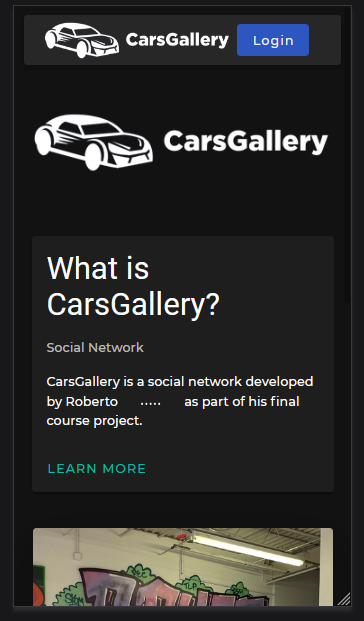 CarsGallery Login
CarsGallery
What is
CarsGallery?
Social Network
CarsGallery is a social network developed
by Roberto ..... as part of his final
course project.
LEARN MORE